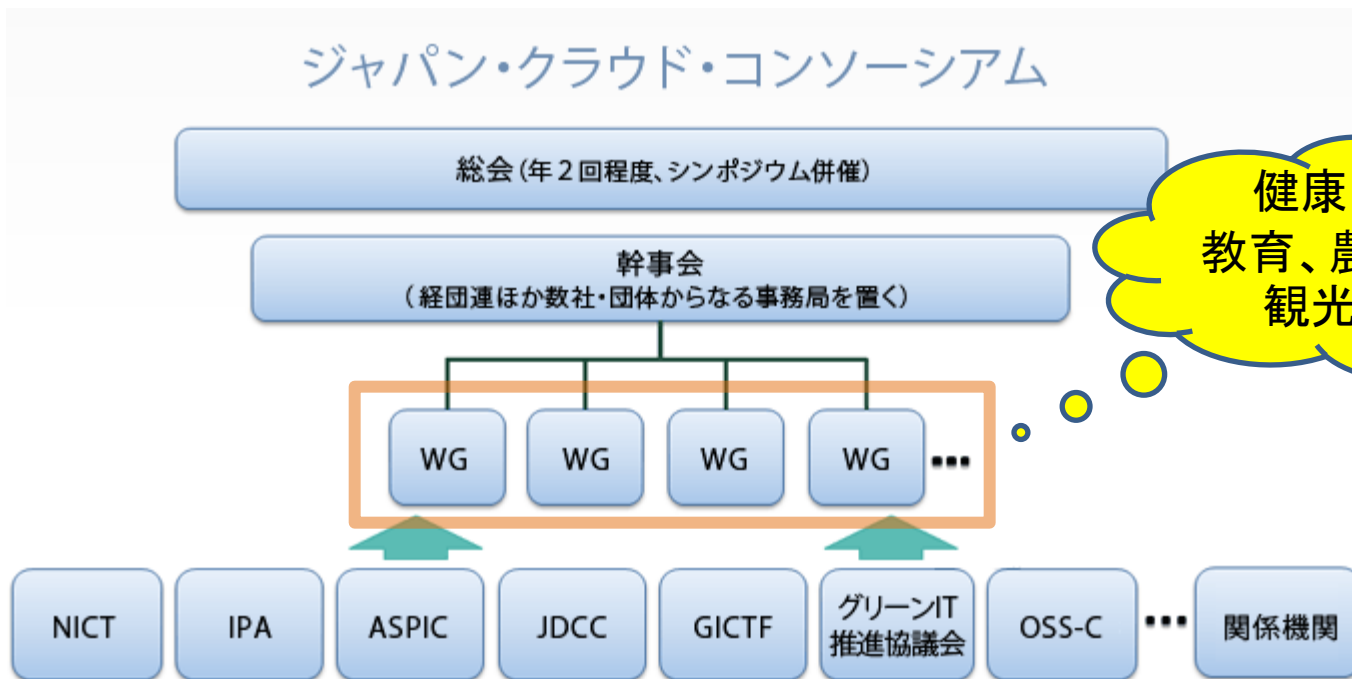 ジャパン・クラウド・コンソーシアム
総会(年2回程度、シンポジウム併催)
幹事会
(経団連ほか数社・団体からなる事務局を置く)
健康
教育、農
観光
WG
WG
WG
WG
…
NICT
IPA
ASPIC
JDCC
GICTF
グリーンIT
推進協議会
OSS-C
…
関係機関